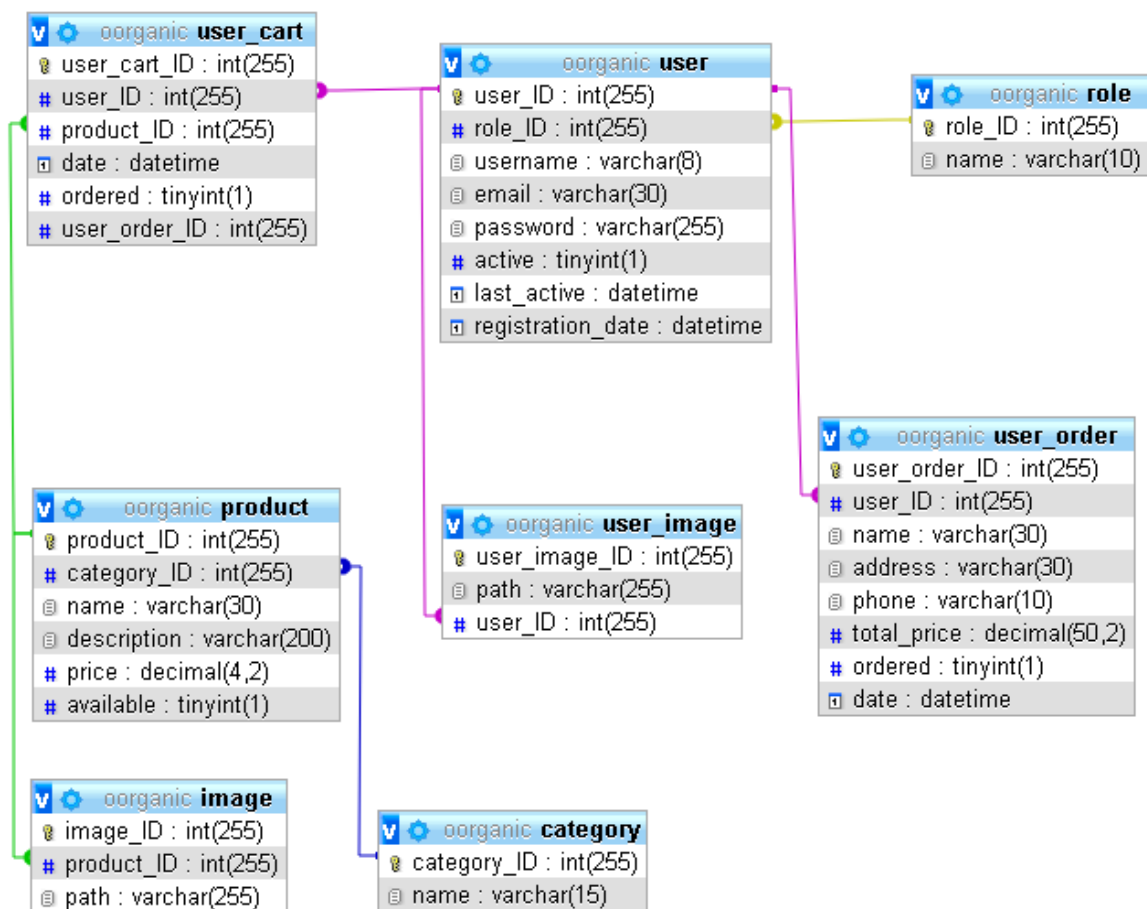 oorganic user_cart
user_cart_ID : int(255)
user_ID : int(255)
product_ID : int(255)
date : datetime
ordered : tinyint(1)
user_order_ID : int(255)
oorganic user
user_ID : int(255)
role_ID : int(255)
username : varchar(8)
email : varchar(30)
password : varchar(255)
active : tinyint(1)
last_active : datetime
registration_date : datetime
oorganic role
role_ID : int(255)
name : varchar(10)
oorganic user_order
user_order_ID : int(255)
user_ID : int(255)
name : varchar(30)
address : varchar(30)
phone : varchar(10)
total_price : decimal(50,2)
ordered : tinyint(1)
date : datetime
oorganic product
product_ID : int(255)
category_ID : int(255)
name : varchar(30)
description : varchar(200)
price : decimal(4,2)
available : tinyint(1)
oorganic user_image
user_image_ID : int(255)
path : varchar(255)
user_ID : int(255)
oorganic image
image_ID : int(255)
product_ID : int(255)
path : varchar(255)
oorganic category
category_ID : int(255)
name : varchar(15)